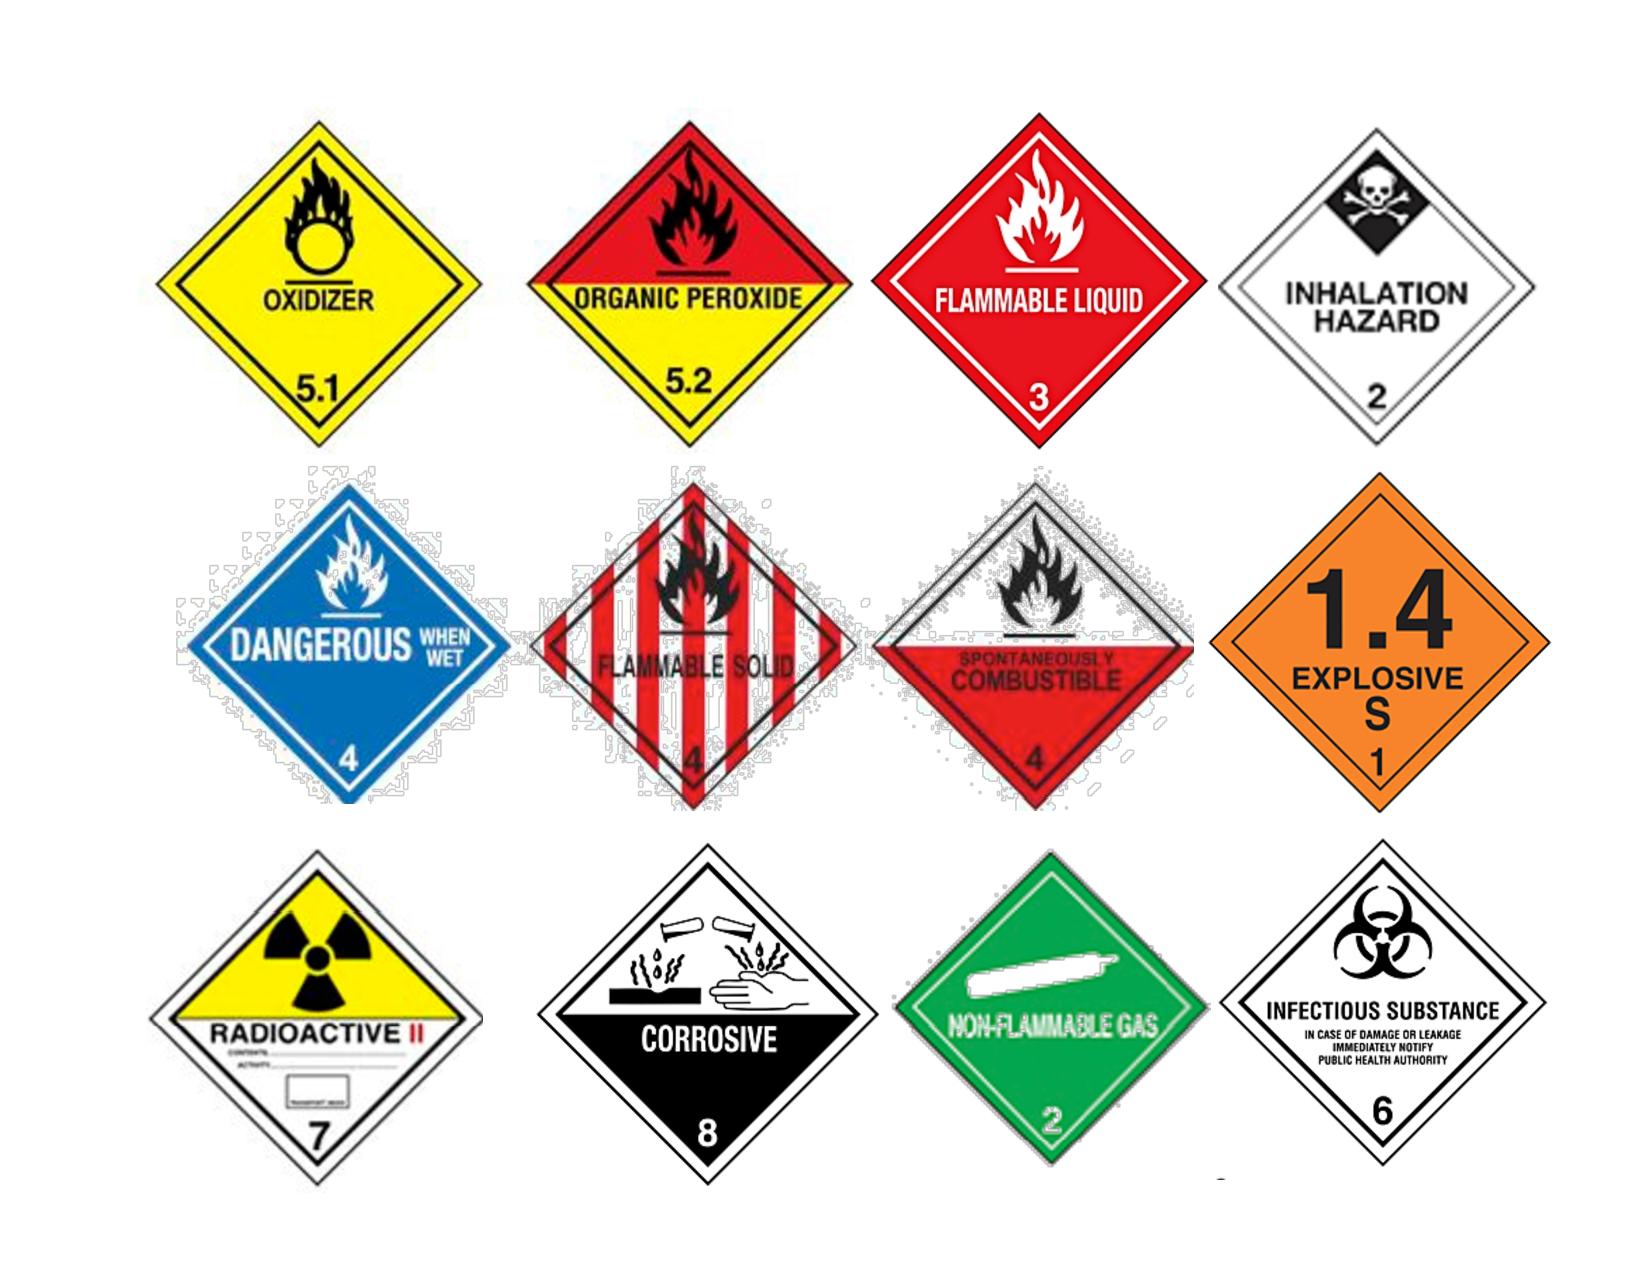 OXIDIZER
5.1
ORGANIC PEROXIDE
5.2
FLAMMABLE LIQUID
3
INHALATION
HAZARD
2
DANGEROUS WHEN
WET
4
FLAMMABLE SOLID
4
SPONTANEOUSLY
COMBUSTIBLE
4
1.4
EXPLOSIVE
S
1
RADIOACTIVE II
CONTENTS
ACTIVITY
TRANSPORT INDEX
7
CORROSIVE
8
NON-FLAMMABLE GAS
2
INFECTIOUS SUBSTANCE
IN CASE OF DAMAGE OR LEAKAGE
IMMEDIATELY NOTIFY
PUBLIC HEALTH AUTHORITY
6